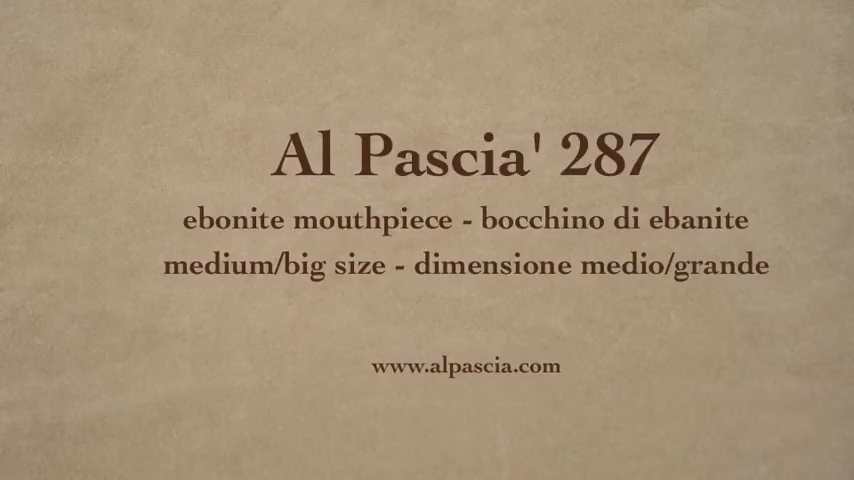 Al Pascia' 287
ebonite mouthpiece - bocchino di ebanite
medium/big size - dimensione medio/grande
www.alpascia.com